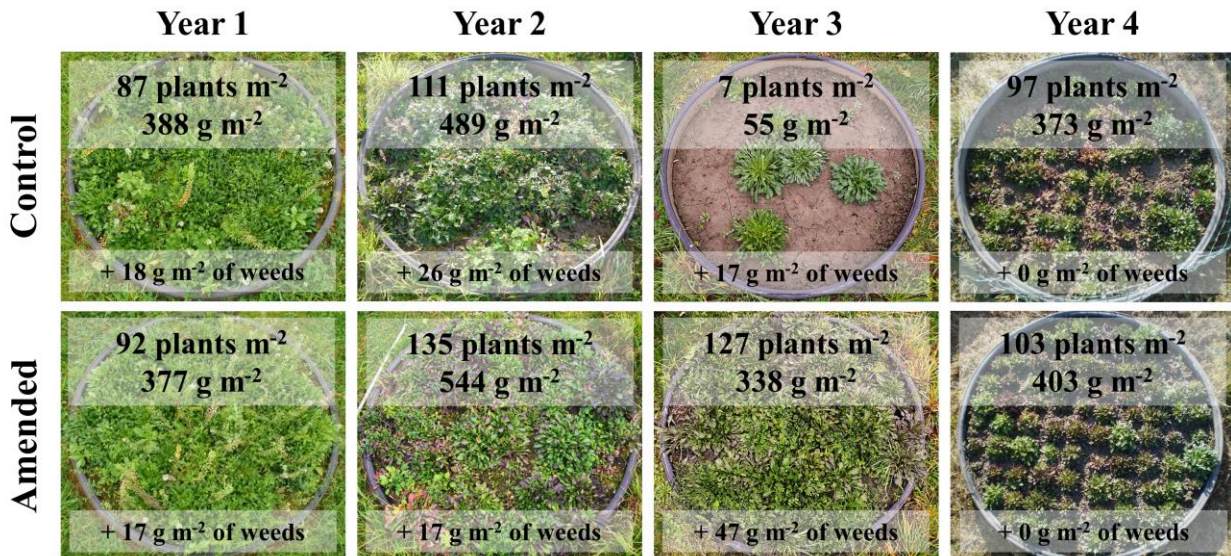 Year 1
Year 2
Year 3
Year 4
Control
87 plants m⁻²
388 g m⁻²
+ 18 g m⁻² of weeds
111 plants m⁻²
489 g m⁻²
+ 26 g m⁻² of weeds
7 plants m⁻²
55 g m⁻²
+ 17 g m⁻² of weeds
97 plants m⁻²
373 g m⁻²
+ 0 g m⁻² of weeds
Amended
92 plants m⁻²
377 g m⁻²
+ 17 g m⁻² of weeds
135 plants m⁻²
544 g m⁻²
+ 17 g m⁻² of weeds
127 plants m⁻²
338 g m⁻²
+ 47 g m⁻² of weeds
103 plants m⁻²
403 g m⁻²
+ 0 g m⁻² of weeds